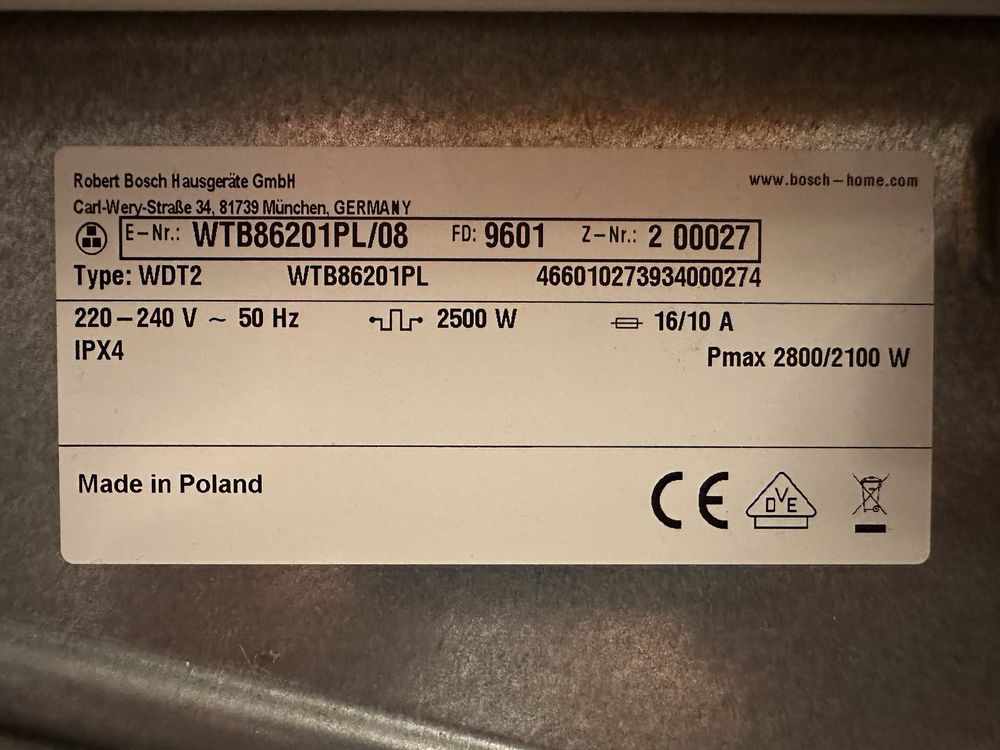 Robert Bosch Hausgeräte GmbH www.bosch-home.com
Carl-Wery-Straße 34, 81739 München, GERMANY
E-Nr.: WTB86201PL/08 FD: 9601 Z-Nr.: 2 00027
Type: WDT2 WTB86201PL 466010273934000274
220-240 V ~ 50 Hz 2500 W 16/10 A
IPX4 Pmax 2800/2100 W
Made in Poland CE DVE